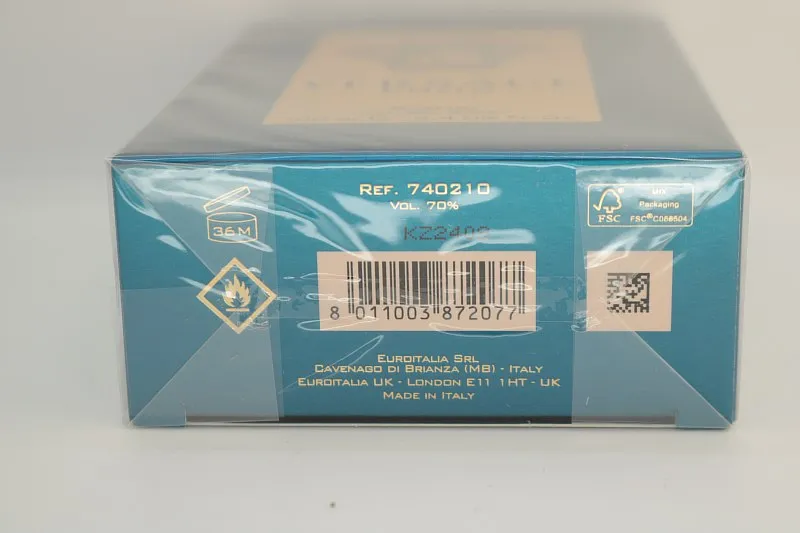 REF. 740210
VOL. 70%
36 M
FSC
MIX
Packaging
FSC® C088604
8 011003 872077
EUROITALIA SRL
CAVENAGO DI BRIANZA (MB) - ITALY
EUROITALIA UK - LONDON E11 1HT - UK
MADE IN ITALY